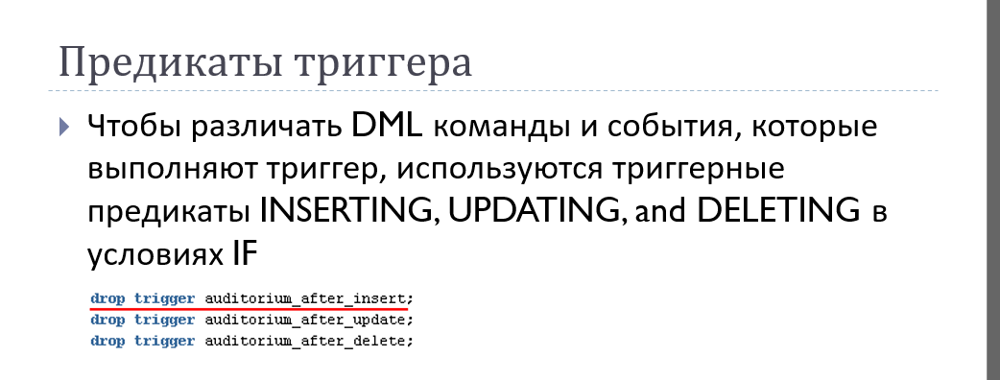 Предикаты триггера
Чтобы различать DML команды и события, которые
выполняют триггер, используются триггерные
предикаты INSERTING, UPDATING, and DELETING в
условиях IF
drop trigger auditorium_after_insert;
drop trigger auditorium_after_update;
drop trigger auditorium_after_delete;